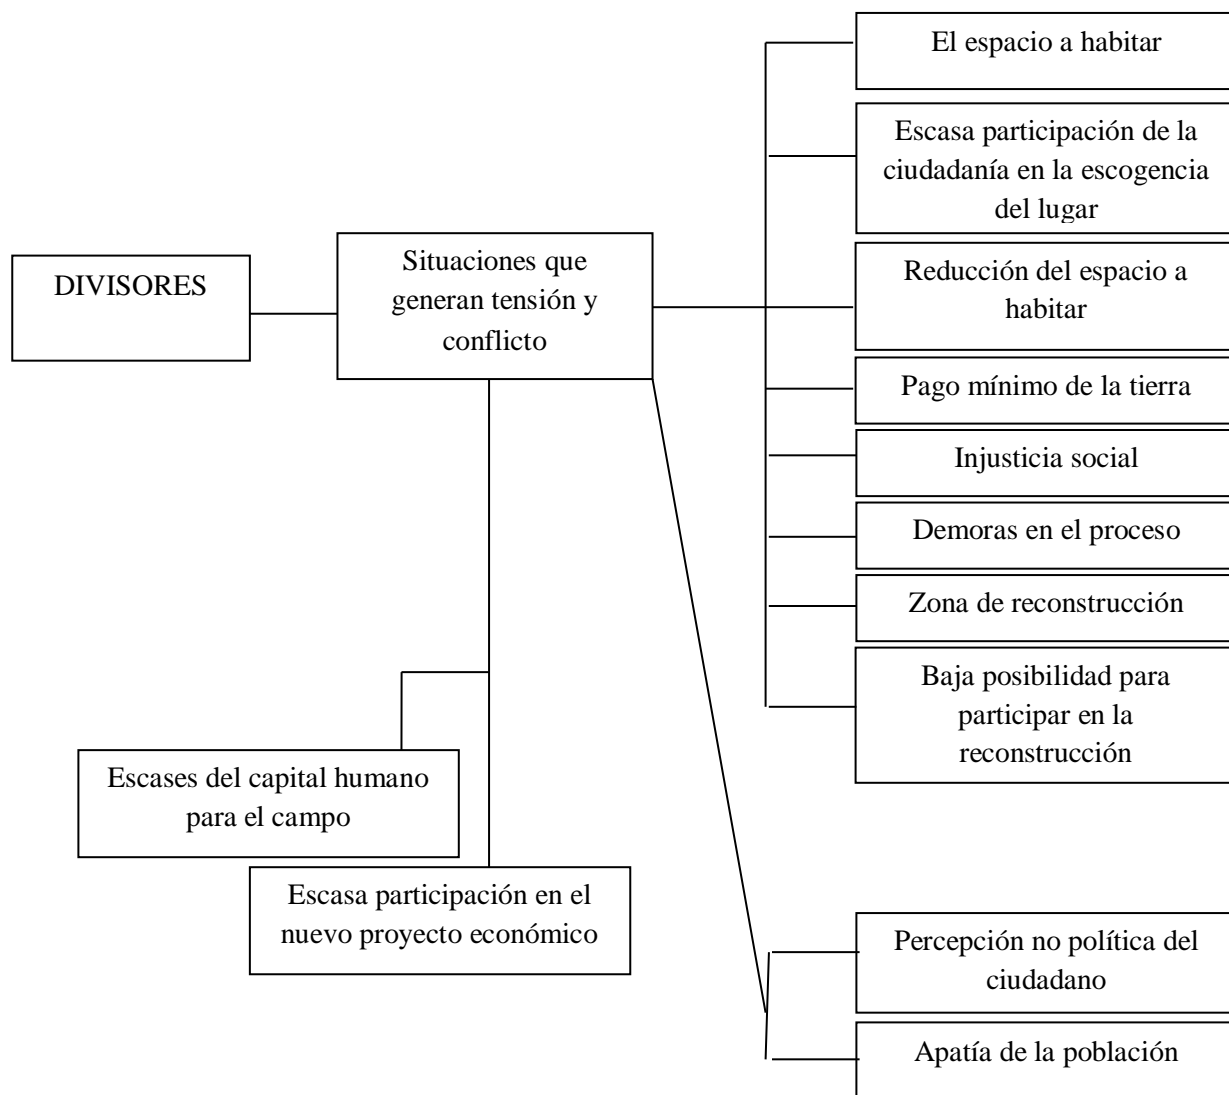 DIVISORES
Situaciones que
generan tensión y
conflicto
El espacio a habitar
Escasa participación de la
ciudadanía en la escogencia
del lugar
Reducción del espacio a
habitar
Pago mínimo de la tierra
Injusticia social
Demoras en el proceso
Zona de reconstrucción
Baja posibilidad para
participar en la
reconstrucción
Escases del capital humano
para el campo
Escasa participación en el
nuevo proyecto económico
Percepción no política del
ciudadano
Apatía de la población